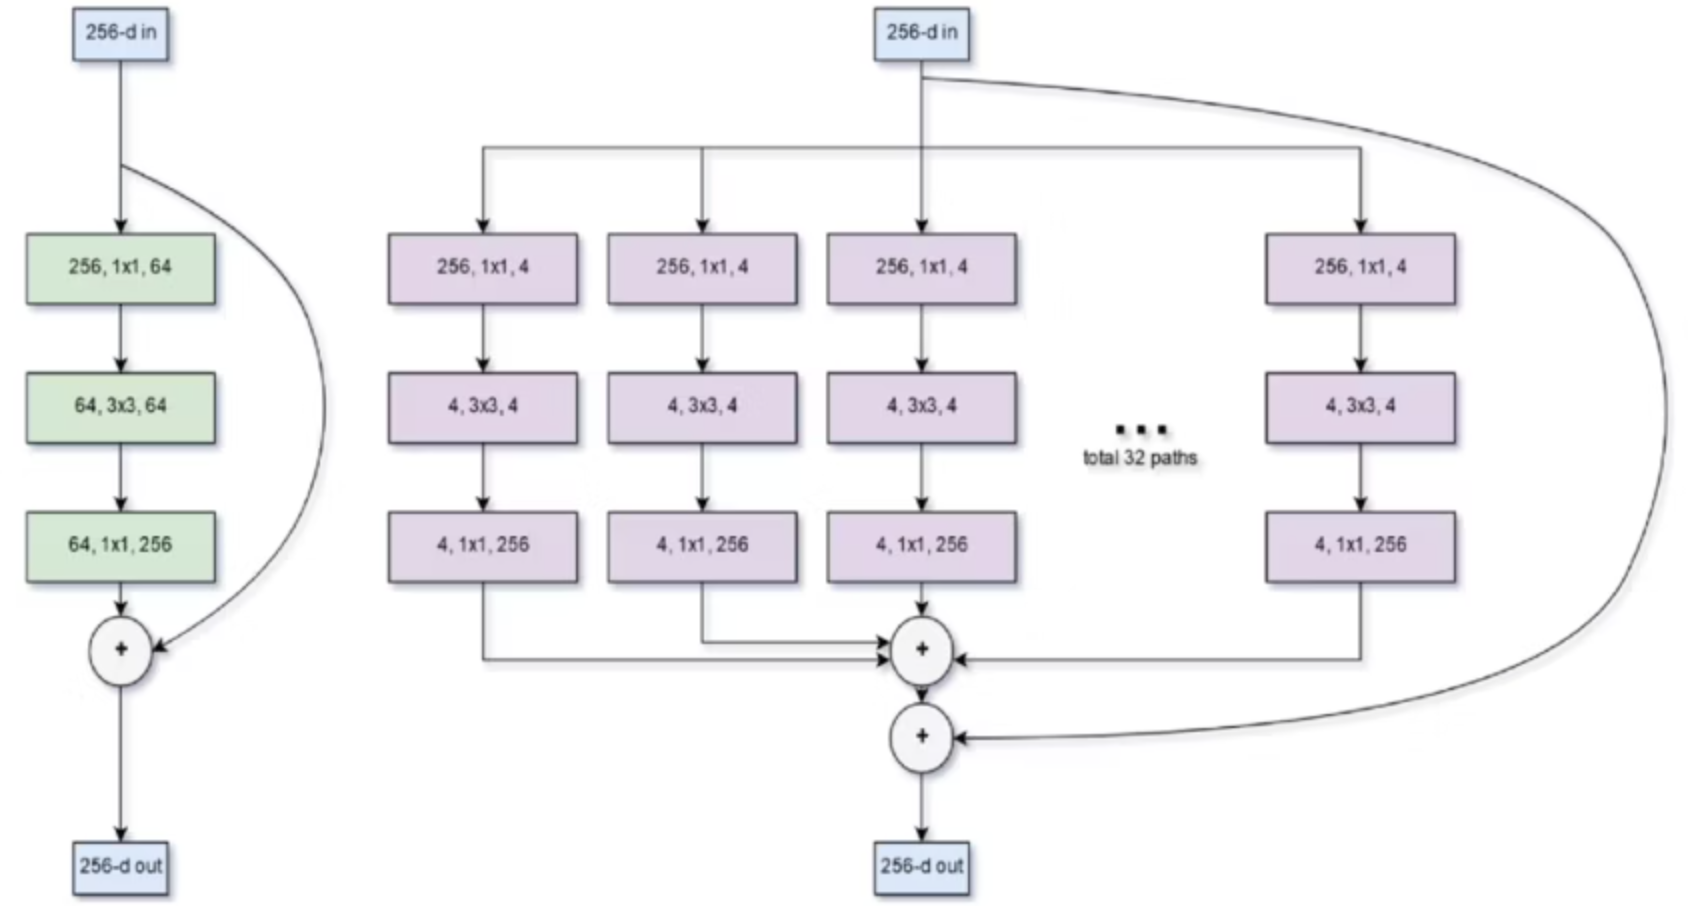 256-d in
256, 1x1, 64
64, 3x3, 64
64, 1x1, 256
+
256-d out
256-d in
256, 1x1, 4
256, 1x1, 4
256, 1x1, 4
256, 1x1, 4
4, 3x3, 4
4, 3x3, 4
4, 3x3, 4
...
total 32 paths
4, 3x3, 4
4, 1x1, 256
4, 1x1, 256
4, 1x1, 256
4, 1x1, 256
+
+
256-d out